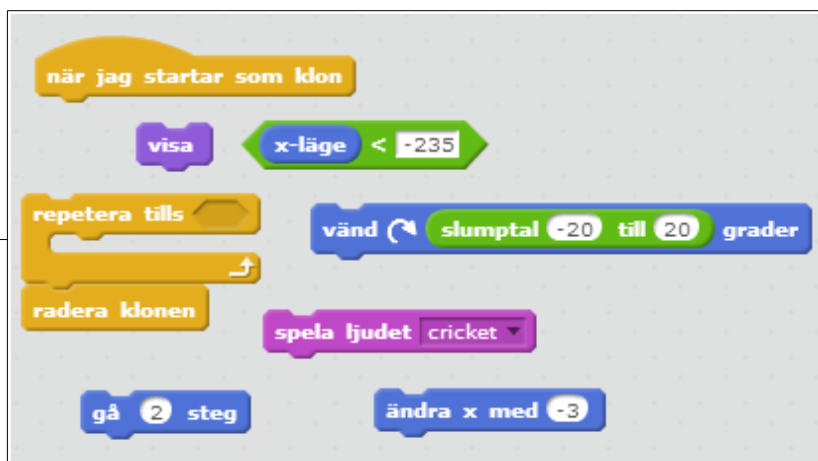 när jag startar som klon
visa
x-läge < -235
repetera tills
vänd slumptal -20 till 20 grader
radera klonen
spela ljudet cricket
gå 2 steg
ändra x med -3